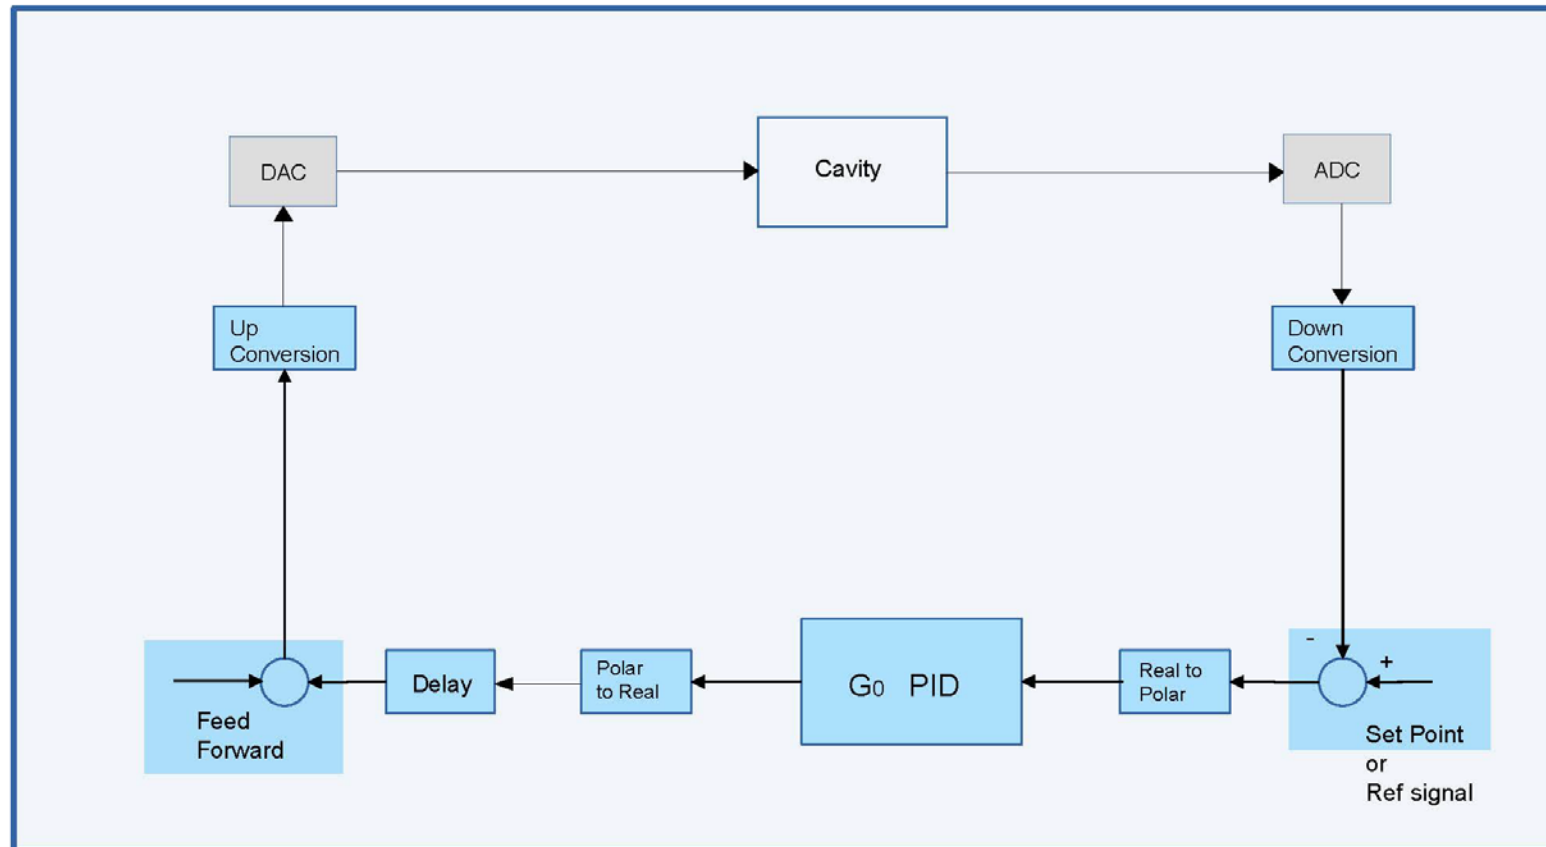 DAC
Cavity
ADC
Up
Conversion
Down
Conversion
-
+
Feed
Forward
Delay
Polar
to Real
G0 PID
Real to
Polar
Set Point
or
Ref signal